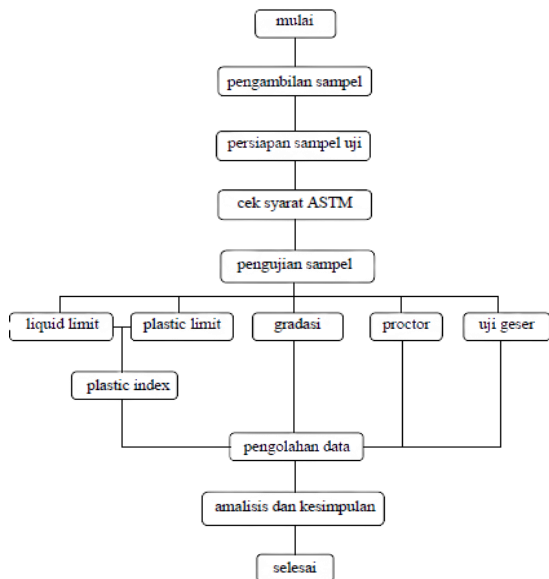 mulai
pengambilan sampel
persiapan sampel uji
cek syarat ASTM
pengujian sampel
liquid limit
plastic limit
gradasi
proctor
uji geser
plastic index
pengolahan data
amalisis dan kesimpulan
selesai